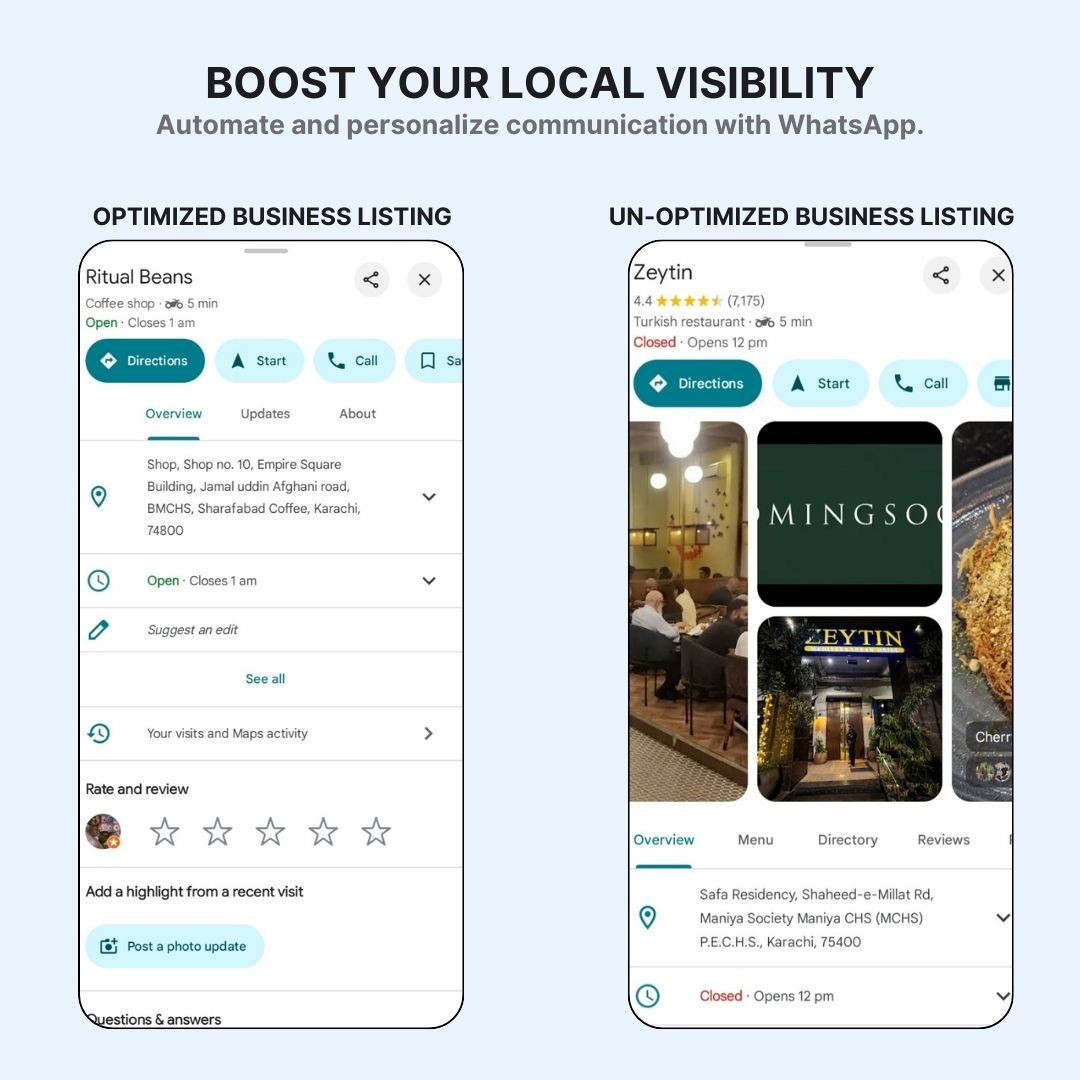 BOOST YOUR LOCAL VISIBILITY
Automate and personalize communication with WhatsApp.
OPTIMIZED BUSINESS LISTING
Ritual Beans
Coffee shop · 5 min
Open · Closes 1 am
Directions
Start
Call
Sa
Overview
Updates
About
Shop, Shop no. 10, Empire Square
Building, Jamal uddin Afghani road,
BMCHS, Sharafabad Coffee, Karachi,
74800
Open · Closes 1 am
Suggest an edit
See all
Your visits and Maps activity
Rate and review
Add a highlight from a recent visit
Post a photo update
Questions & answers
UN-OPTIMIZED BUSINESS LISTING
Zeytin
4.4 (7,175)
Turkish restaurant · 5 min
Closed · Opens 12 pm
Directions
Start
Call
OMINGSOO
ZEYTIN
MEDITERRANEAN GRILL
Cherr
Overview
Menu
Directory
Reviews
Safa Residency, Shaheed-e-Millat Rd,
Maniya Society Maniya CHS (MCHS)
P.E.C.H.S., Karachi, 75400
Closed · Opens 12 pm